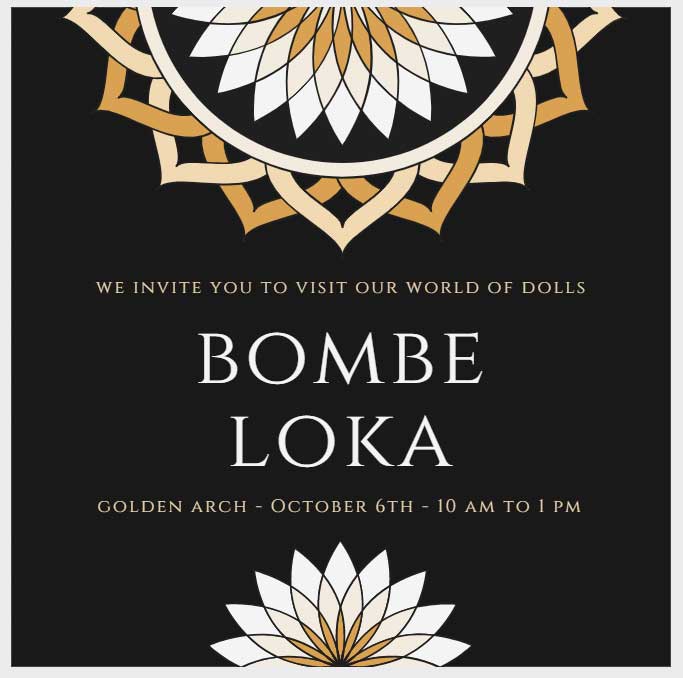 WE INVITE YOU TO VISIT OUR WORLD OF DOLLS
BOMBE
LOKA
GOLDEN ARCH - OCTOBER 6TH - 10 AM TO 1 PM